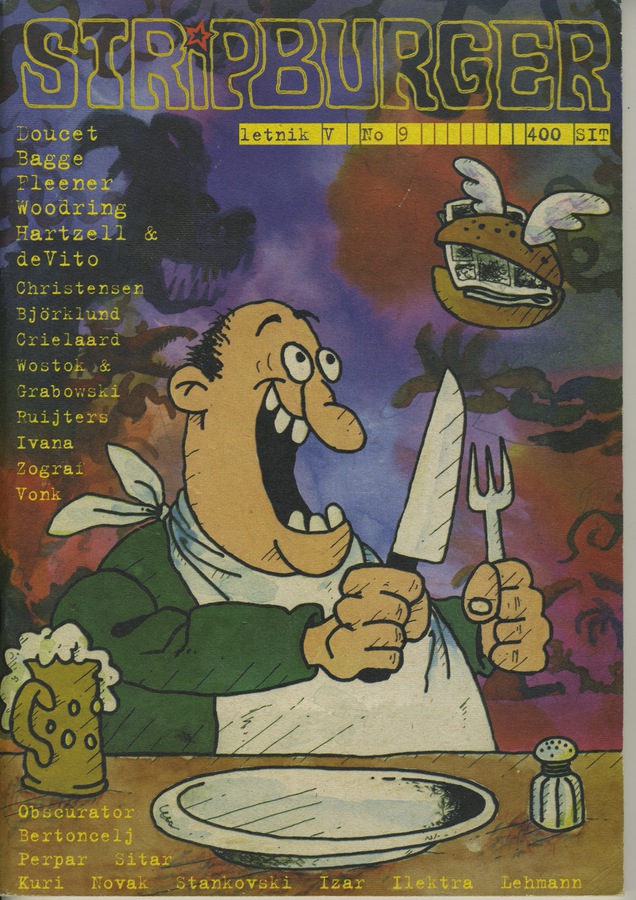 STRiPBURGER
letnik V No 9 400 SIT
Doucet
Bagge
Fleener
Woodring
Hartzell &
deVito
Christensen
Björklund
Crielaard
Wostok &
Grabowski
Ruijters
Ivana
Zograf
Vonk
Obscurator
Bertoncelj
Perpar Sitar
Kuri Novak Stankovski Izar Ilektra Lehmann